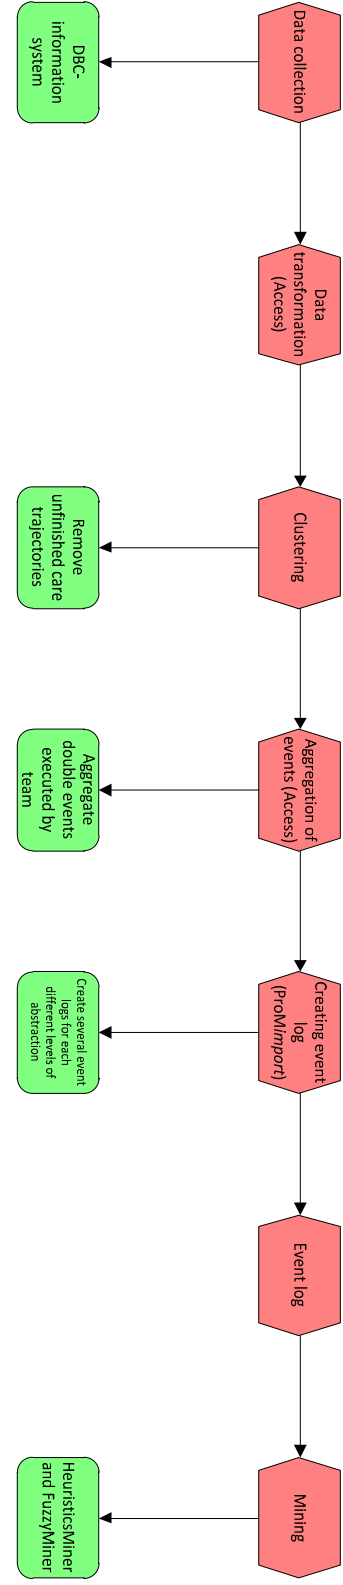 Data collection
DBC-
information
system
Data
transformation
(Access)
Clustering
Remove
unfinished care
trajectories
Aggregation of
events (Access)
Aggregate
double events
executed by
team
Creating event
log
(ProMimport)
Create several event
logs for each
different levels of
abstraction
Event log
Mining
HeuristicsMiner
and FuzzyMiner